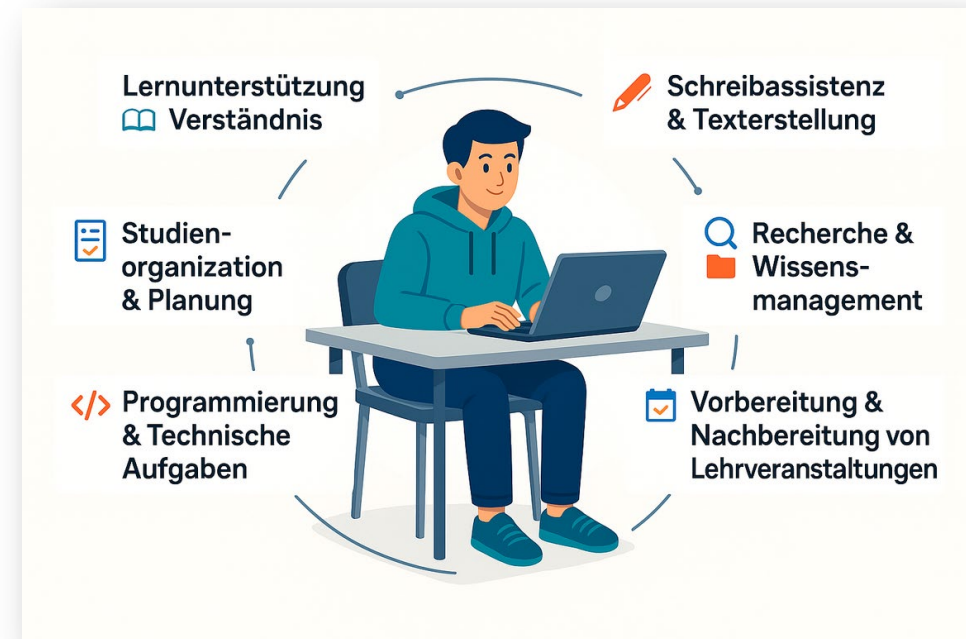 Lernunterstützung
Verständnis
Schreibassistenz
& Texterstellung
Studien-
organization
& Planung
Recherche &
Wissens-
management
</> Programmierung
& Technische
Aufgaben
Vorbereitung &
Nachbereitung von
Lehrveranstaltungen